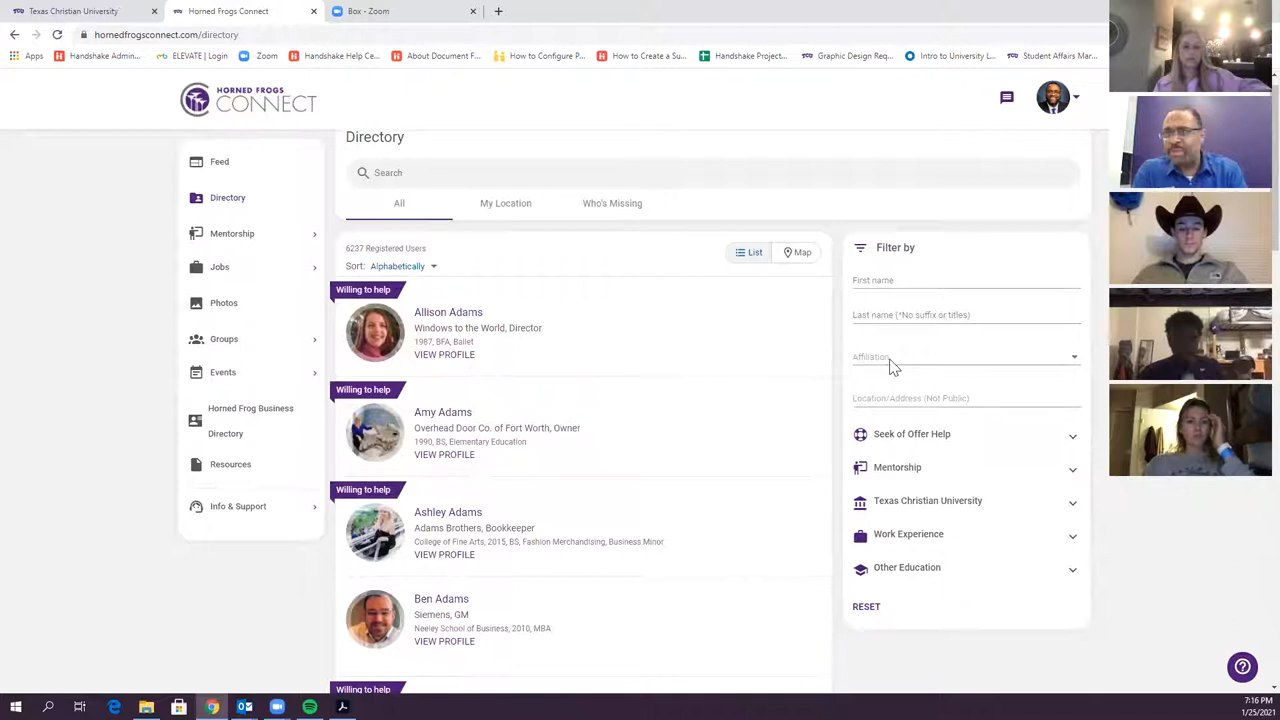 Texas Christian University
Horned Frogs Connect
Box - Zoom
hornedfrogsconnect.com/directory
Apps
Handshake Admin...
ELEVATE | Login
Zoom
Handshake Help Ce...
About Document F...
How to Configure P...
How to Create a Su...
Handshake Project...
Graphic Design Req...
Intro to University L...
Student Affairs Mar...
HORNED FROGS
CONNECT
Feed
Directory
Mentorship
Jobs
Photos
Groups
Events
Horned Frog Business
Directory
Resources
Info & Support
Directory
Search
All
My Location
Who's Missing
6237 Registered Users
Sort: Alphabetically
List
Map
Willing to help
Allison Adams
Windows to the World, Director
1987, BFA, Ballet
VIEW PROFILE
Willing to help
Amy Adams
Overhead Door Co. of Fort Worth, Owner
1990, BS, Elementary Education
VIEW PROFILE
Willing to help
Ashley Adams
Adams Brothers, Bookkeeper
College of Fine Arts, 2015, BS, Fashion Merchandising, Business Minor
VIEW PROFILE
Ben Adams
Siemens, GM
Neeley School of Business, 2010, MBA
VIEW PROFILE
Willing to help
Filter by
First name
Last name (*No suffix or titles)
Affiliation
Location/Address (Not Public)
Seek of Offer Help
Mentorship
Texas Christian University
Work Experience
Other Education
RESET
7:16 PM
1/25/2021